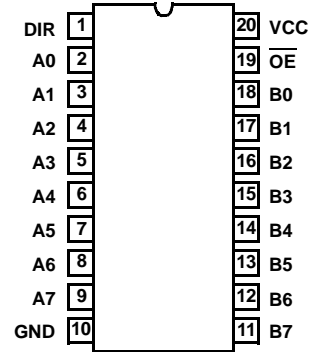 DIR 1 20 VCC
A0 2 19 OE
A1 3 18 B0
A2 4 17 B1
A3 5 16 B2
A4 6 15 B3
A5 7 14 B4
A6 8 13 B5
A7 9 12 B6
GND 10 11 B7